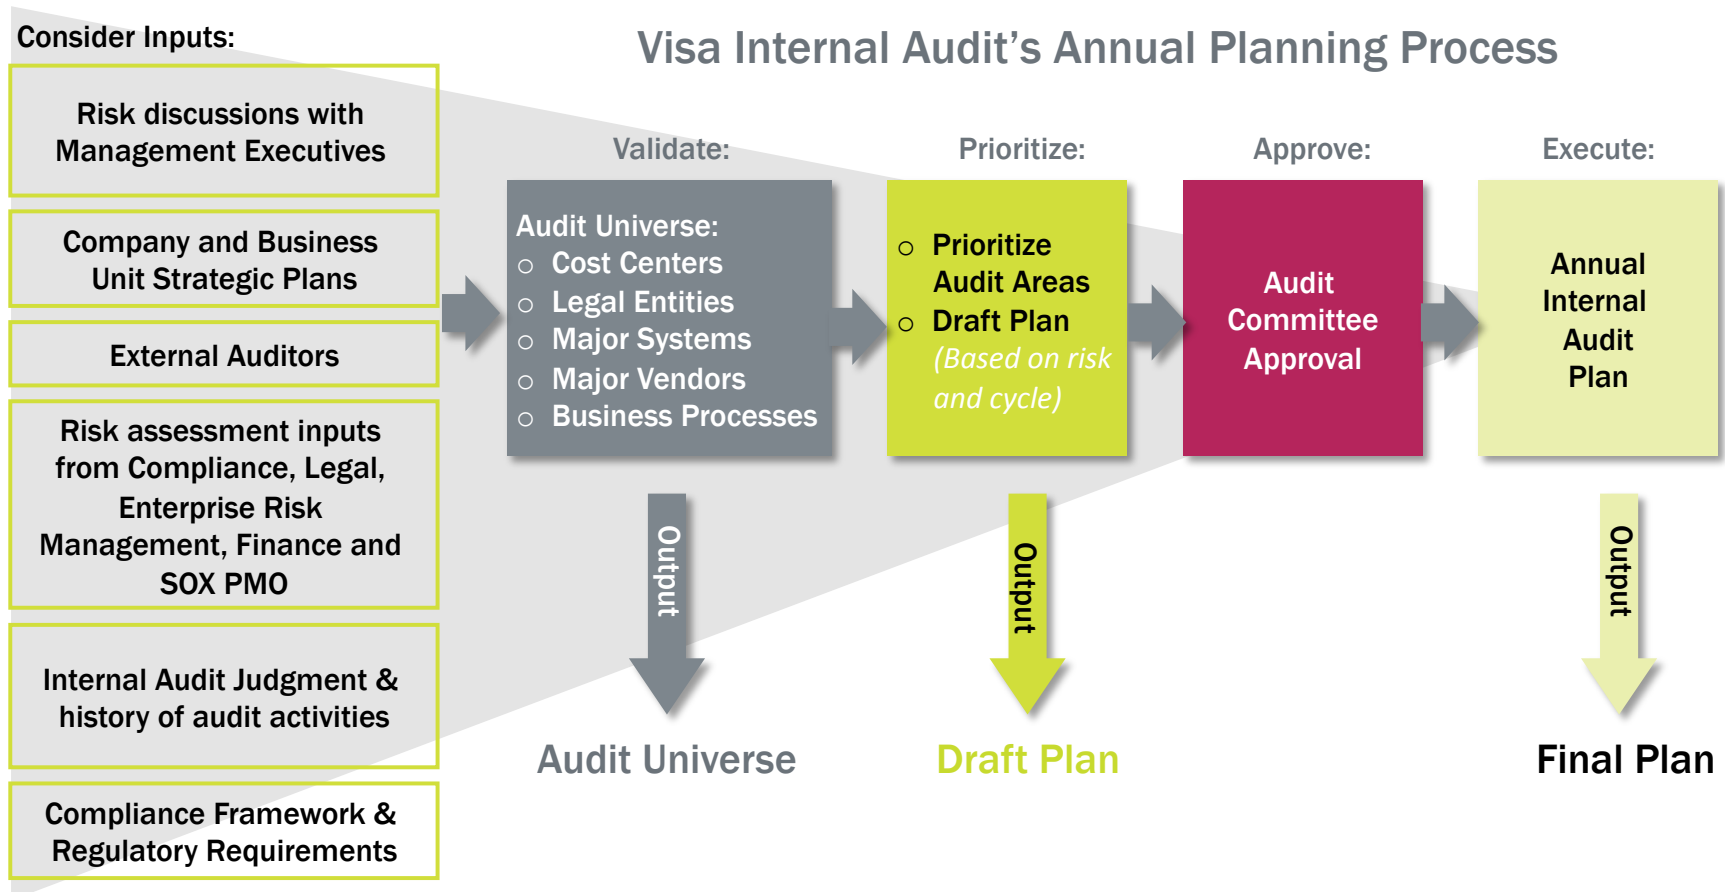 Consider Inputs:
Visa Internal Audit's Annual Planning Process
Risk discussions with
Management Executives
Company and Business
Unit Strategic Plans
External Auditors
Risk assessment inputs
from Compliance, Legal,
Enterprise Risk
Management, Finance and
SOX PMO
Internal Audit Judgment &
history of audit activities
Compliance Framework &
Regulatory Requirements
Validate:
Audit Universe:
○ Cost Centers
○ Legal Entities
○ Major Systems
○ Major Vendors
○ Business Processes
Output
Audit Universe
Prioritize:
○ Prioritize
Audit Areas
○ Draft Plan
(Based on risk
and cycle)
Output
Draft Plan
Approve:
Audit
Committee
Approval
Execute:
Annual
Internal
Audit
Plan
Output
Final Plan